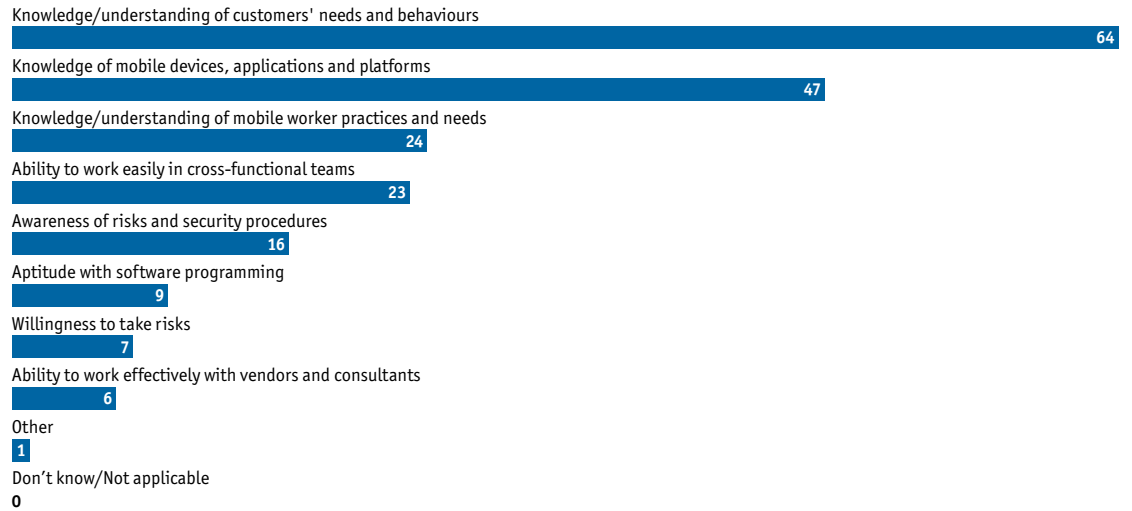 Knowledge/understanding of customers' needs and behaviours
64
Knowledge of mobile devices, applications and platforms
47
Knowledge/understanding of mobile worker practices and needs
24
Ability to work easily in cross-functional teams
23
Awareness of risks and security procedures
16
Aptitude with software programming
9
Willingness to take risks
7
Ability to work effectively with vendors and consultants
6
Other
1
Don’t know/Not applicable
0